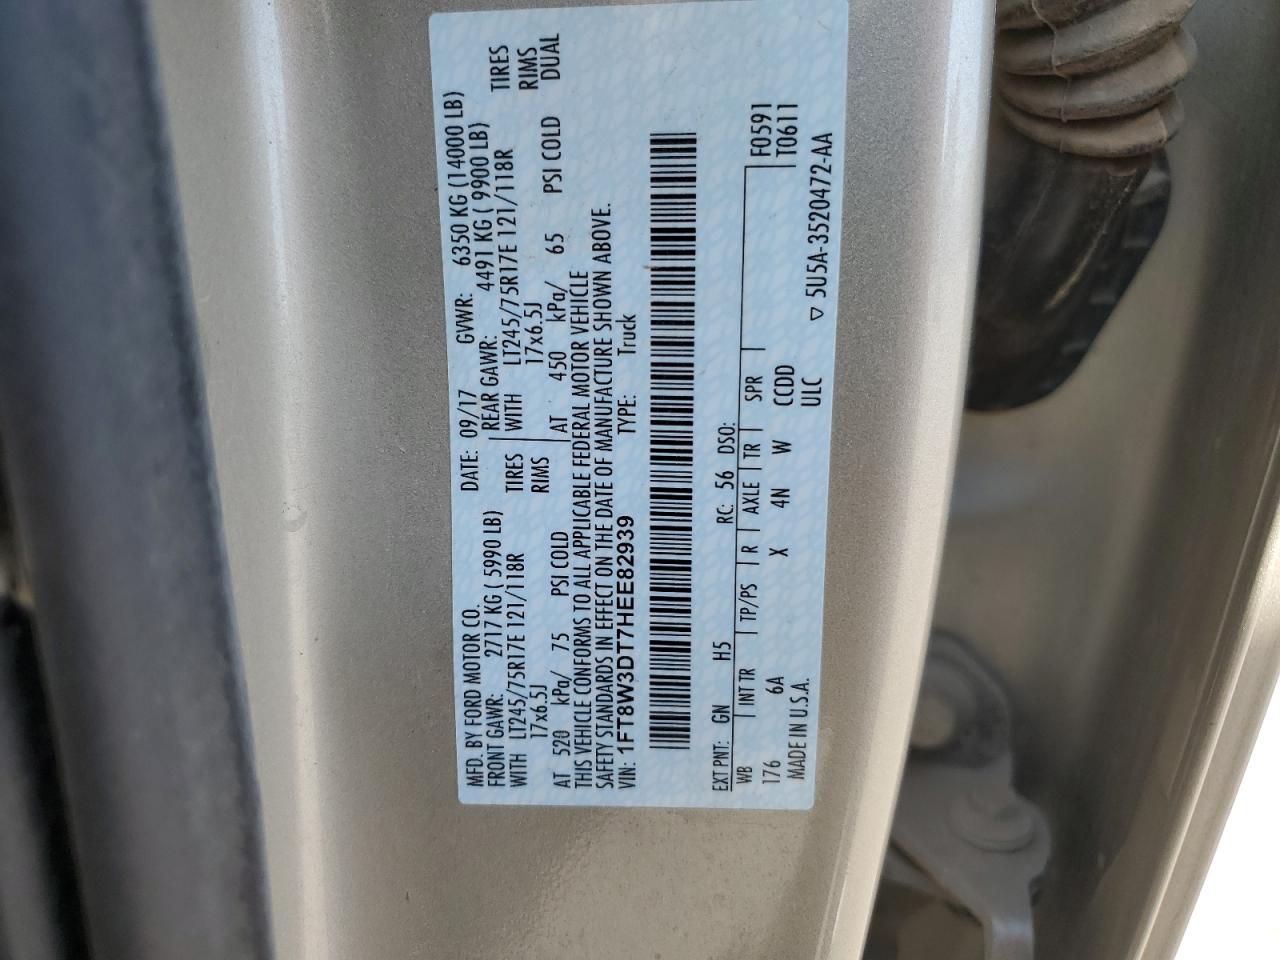 MFD. BY FORD MOTOR CO. DATE: 09/17 GVWR: 6350 KG (14000 LB)
FRONT GAWR: 2717 KG ( 5990 LB) REAR GAWR: 4491 KG ( 9900 LB)
WITH LT245/75R17E 121/118R TIRES WITH LT245/75R17E 121/118R TIRES
17x6.5J RIMS 17x6.5J RIMS
AT 520 kPa/ 75 PSI COLD AT 450 kPa/ 65 PSI COLD DUAL
THIS VEHICLE CONFORMS TO ALL APPLICABLE FEDERAL MOTOR VEHICLE
SAFETY STANDARDS IN EFFECT ON THE DATE OF MANUFACTURE SHOWN ABOVE.
VIN: 1FT8W3DT7HEE82939 TYPE: Truck
EXT PNT: GN H5 RC: 56 DSO:
WB INT TR TP/PS R AXLE TR SPR F0591
176 6A X 4N W CCDD T0611
MADE IN U.S.A. ULC ▽ 5U5A-3520472-AA